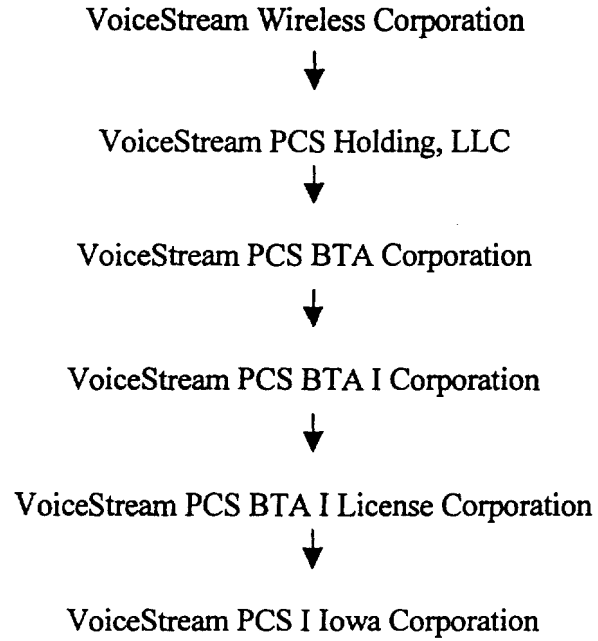 VoiceStream Wireless Corporation
VoiceStream PCS Holding, LLC
VoiceStream PCS BTA Corporation
VoiceStream PCS BTA I Corporation
VoiceStream PCS BTA I License Corporation
VoiceStream PCS I Iowa Corporation